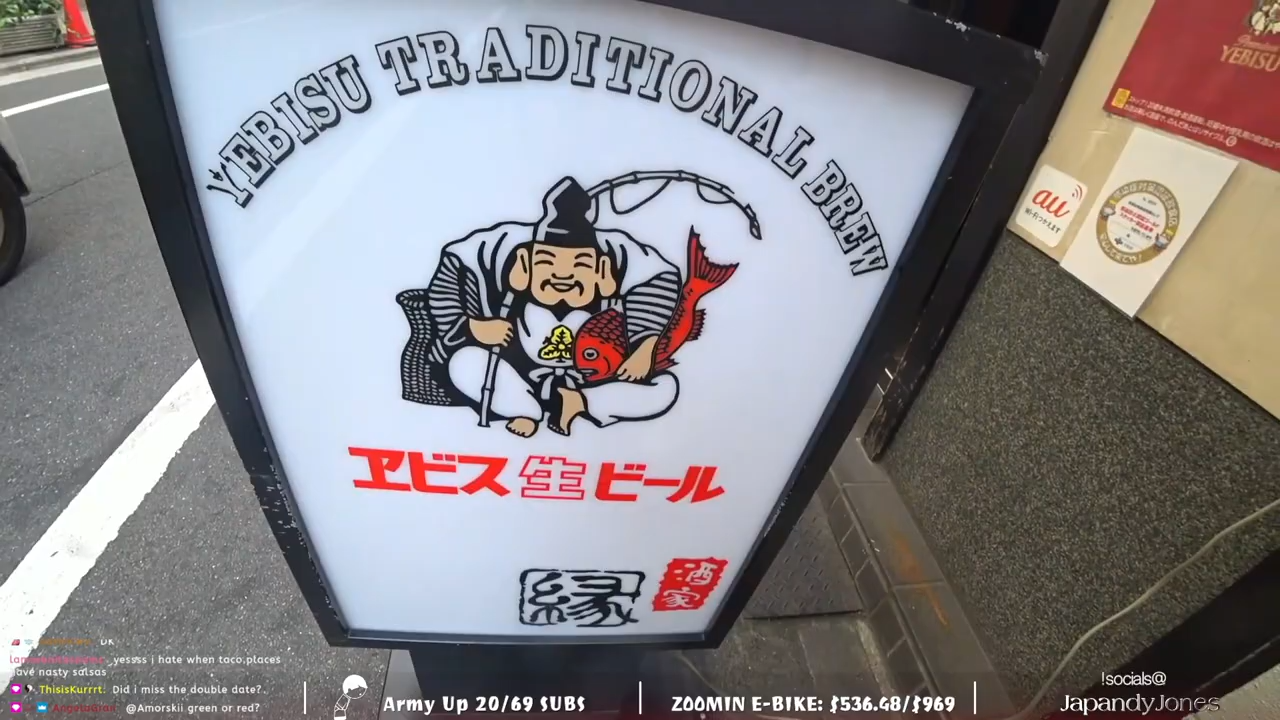 YEBISU TRADITIONAL BREW
ヱビス生ビール
縁
酒家
YEBISU
au
yessss i hate when taco places
have nasty salsas
ThisisKurrrt: Did i miss the double date?
@Amorskii green or red?
Army Up 20/69 SUBS
ZOOMIN E-BIKE: $536.48/$969
!socials@
JapandyJones